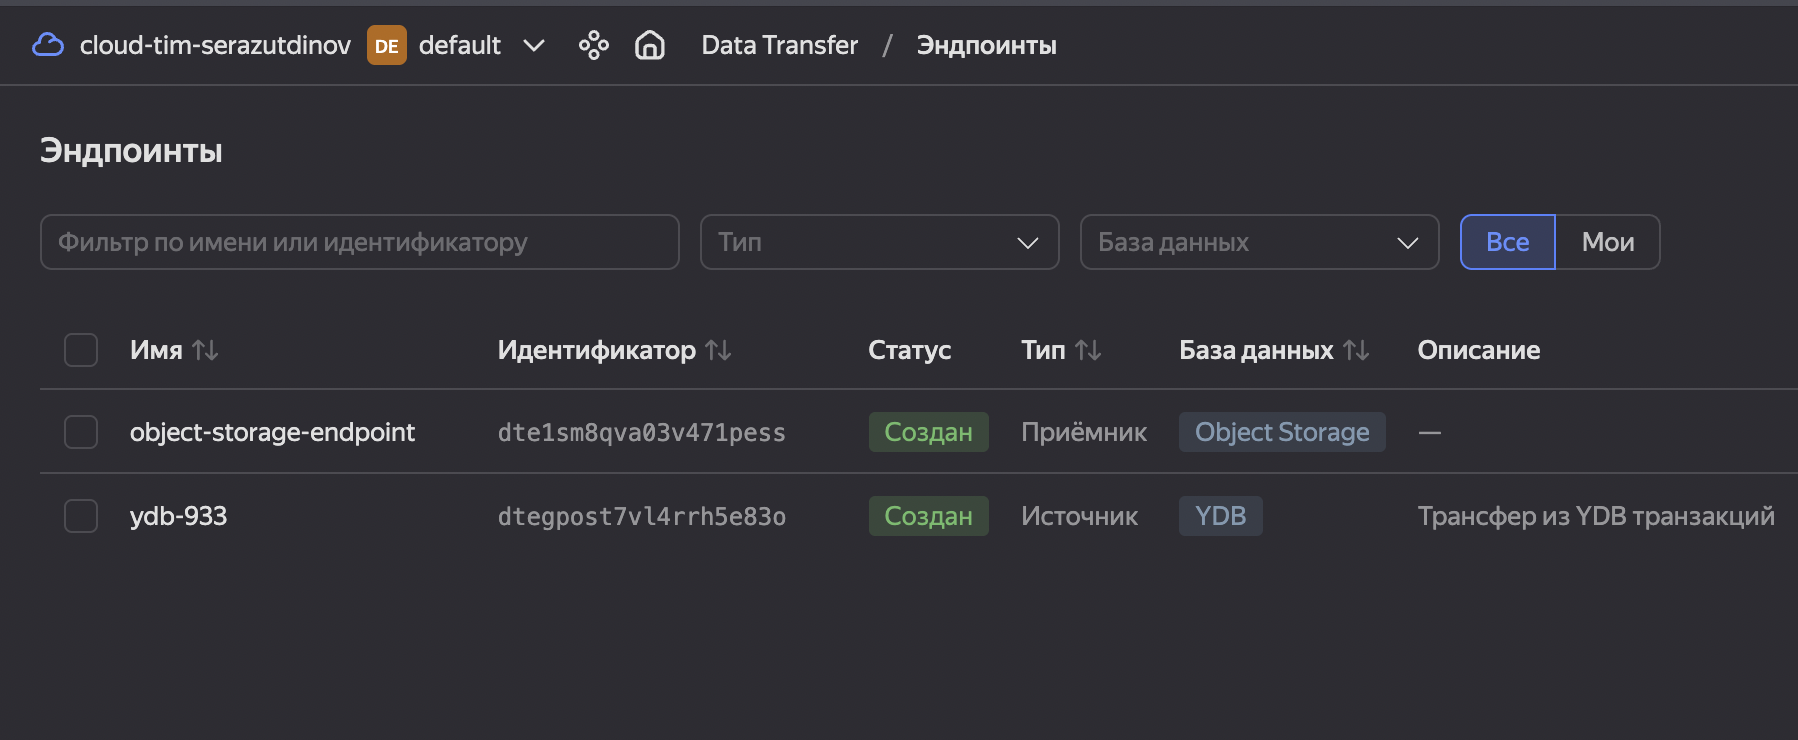 cloud-tim-serazutdinov DE default Data Transfer / Эндпоинты
Эндпоинты
Фильтр по имени или идентификатору Тип База данных Все Мои
Имя Идентификатор Статус Тип База данных Описание
object-storage-endpoint dte1sm8qva03v471pess Создан Приёмник Object Storage —
ydb-933 dtegpost7vl4rrh5e83o Создан Источник YDB Трансфер из YDB транзакций